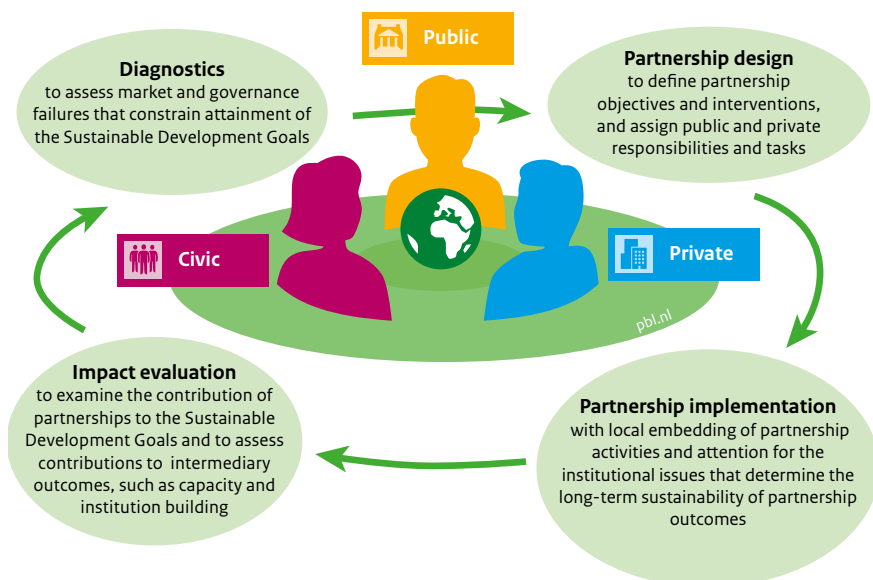 Public
Diagnostics
to assess market and governance
failures that constrain attainment of
the Sustainable Development Goals
Partnership design
to define partnership
objectives and interventions,
and assign public and private
responsibilities and tasks
Civic
Private
pbl.nl
Impact evaluation
to examine the contribution of
partnerships to the Sustainable
Development Goals and to assess
contributions to intermediary
outcomes, such as capacity and
institution building
Partnership implementation
with local embedding of partnership
activities and attention for the
institutional issues that determine the
long-term sustainability of partnership
outcomes